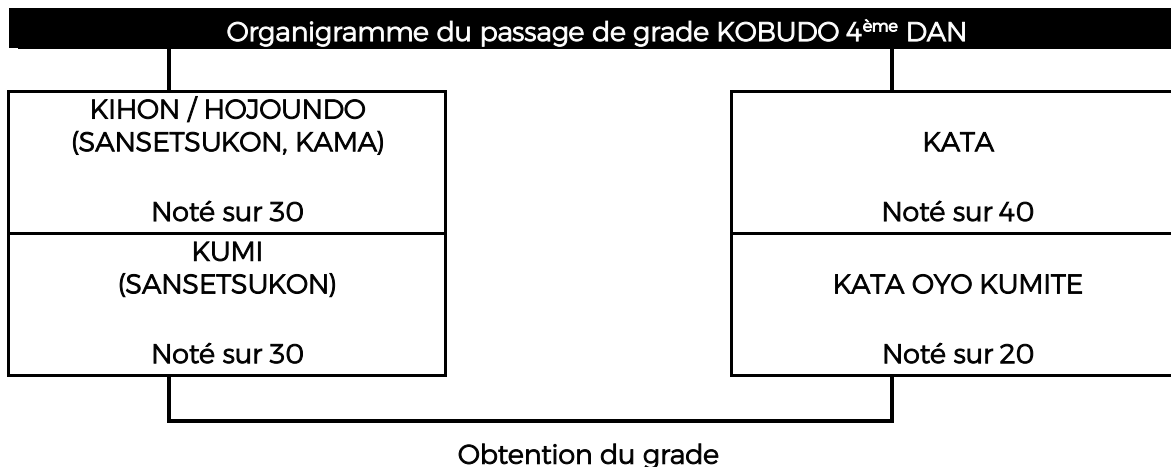 Organigramme du passage de grade KOBUDO 4ème DAN
KIHON / HOJOUNDO
(SANSETSUKON, KAMA)
Noté sur 30
KUMI
(SANSETSUKON)
Noté sur 30
KATA
Noté sur 40
KATA OYO KUMITE
Noté sur 20
Obtention du grade